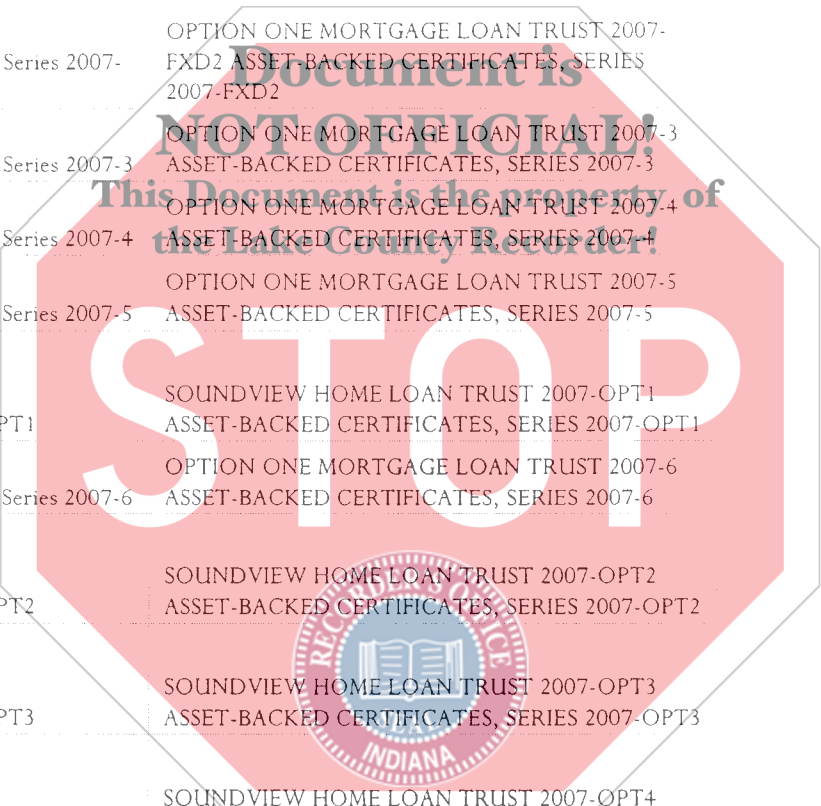 OPTION ONE MORTGAGE LOAN TRUST 2007-
Series 2007- FXD2 ASSET-BACKED CERTIFICATES, SERIES
2007-FXD2
Document is
NOT OFFICIAL!
This Document is the property of
the Lake County Recorder!
OPTION ONE MORTGAGE LOAN TRUST 2007-3
Series 2007-3 ASSET-BACKED CERTIFICATES, SERIES 2007-3
OPTION ONE MORTGAGE LOAN TRUST 2007-4
Series 2007-4 ASSET-BACKED CERTIFICATES, SERIES 2007-4
OPTION ONE MORTGAGE LOAN TRUST 2007-5
Series 2007-5 ASSET-BACKED CERTIFICATES, SERIES 2007-5
STOP
SOUNDVIEW HOME LOAN TRUST 2007-OPT1
PT1 ASSET-BACKED CERTIFICATES, SERIES 2007-OPT1
OPTION ONE MORTGAGE LOAN TRUST 2007-6
Series 2007-6 ASSET-BACKED CERTIFICATES, SERIES 2007-6
SOUNDVIEW HOME LOAN TRUST 2007-OPT2
PT2 ASSET-BACKED CERTIFICATES, SERIES 2007-OPT2
RECORDERS OFFICE
SEAL
INDIANA
SOUNDVIEW HOME LOAN TRUST 2007-OPT3
PT3 ASSET-BACKED CERTIFICATES, SERIES 2007-OPT3
SOUNDVIEW HOME LOAN TRUST 2007-OPT4